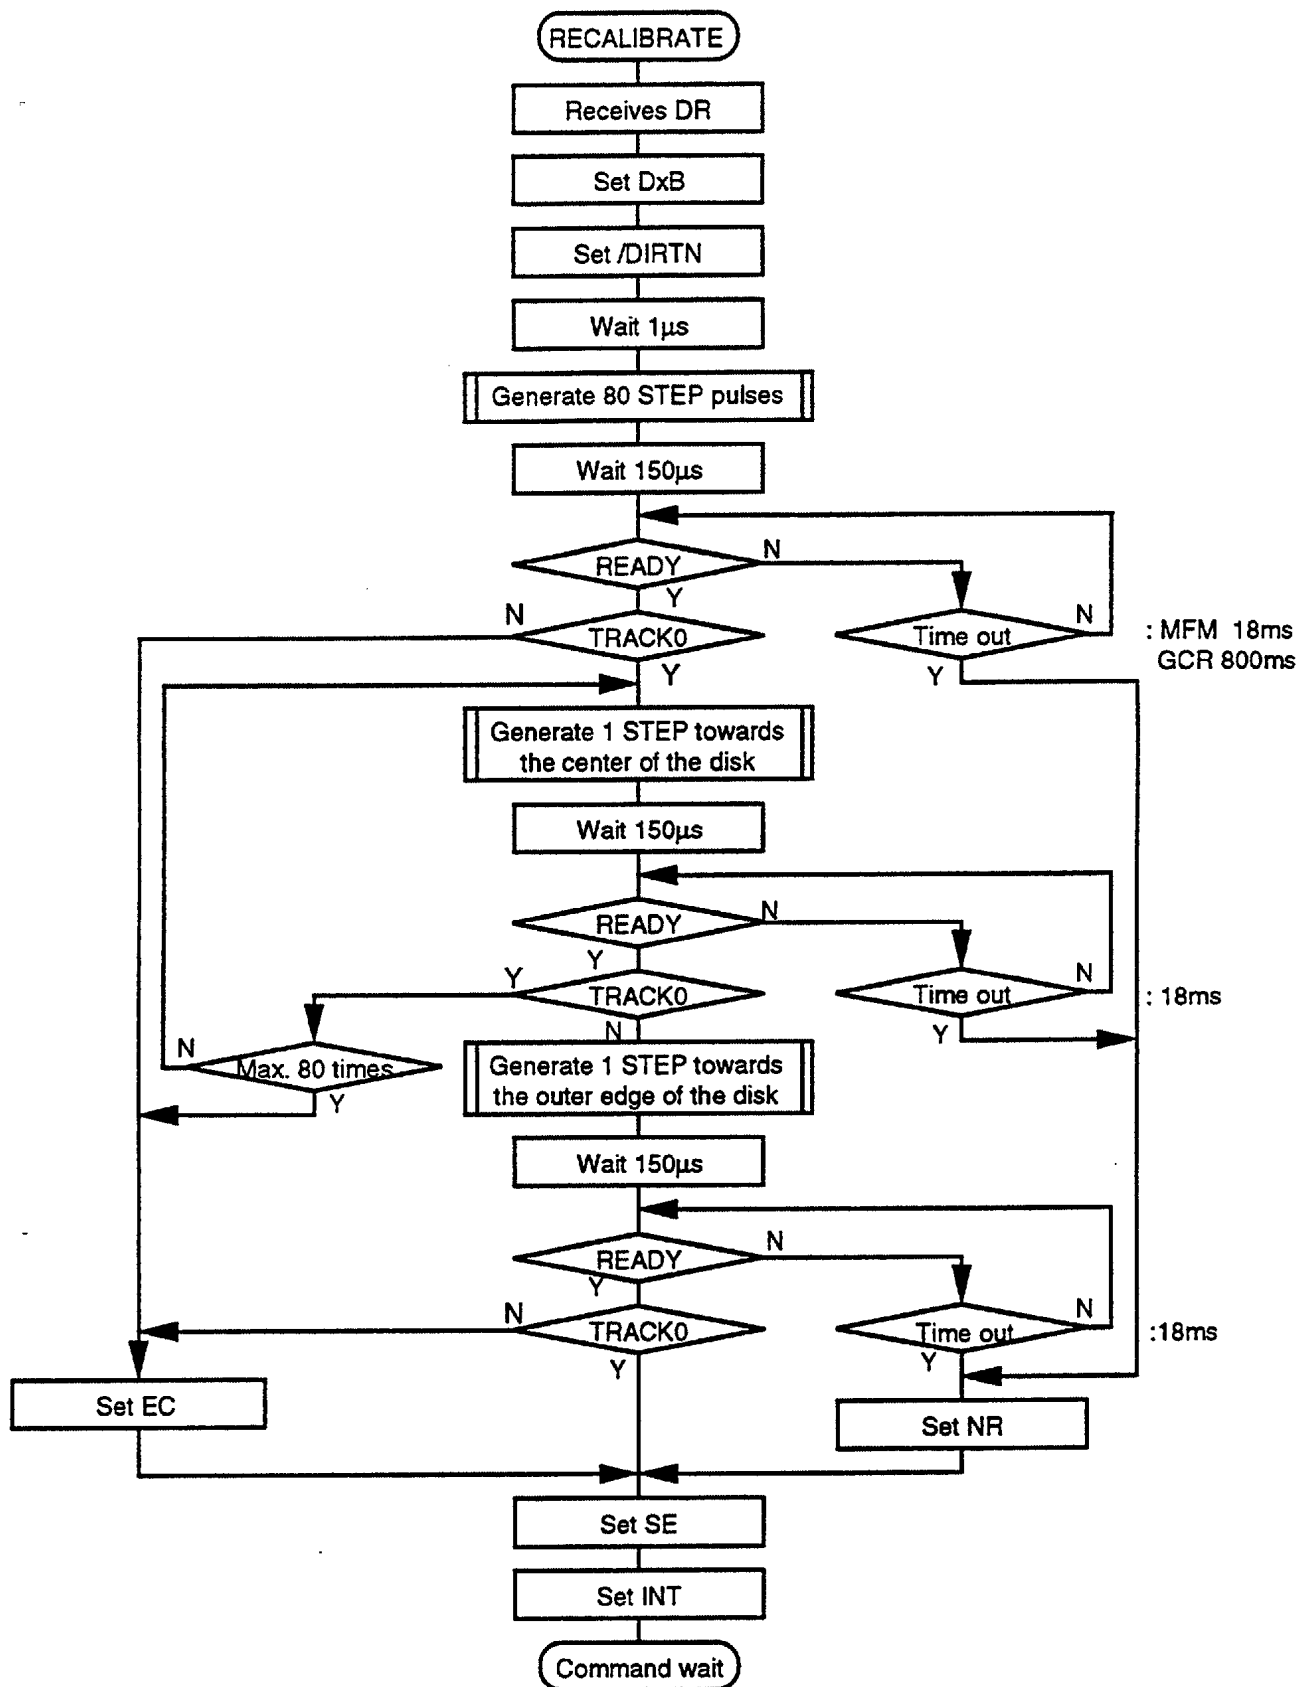 RECALIBRATE
Receives DR
Set DxB
Set /DIRTN
Wait 1µs
Generate 80 STEP pulses
Wait 150µs
READY
N
Y
N
TRACK0
Time out
N
: MFM 18ms
GCR 800ms
Y
Y
Generate 1 STEP towards
the center of the disk
Wait 150µs
READY
N
Y
Y
TRACK0
Time out
N
: 18ms
N
Y
N
Max. 80 times
Y
Generate 1 STEP towards
the outer edge of the disk
Wait 150µs
READY
N
Y
N
TRACK0
Time out
N
:18ms
Y
Y
Set EC
Set NR
Set SE
Set INT
Command wait